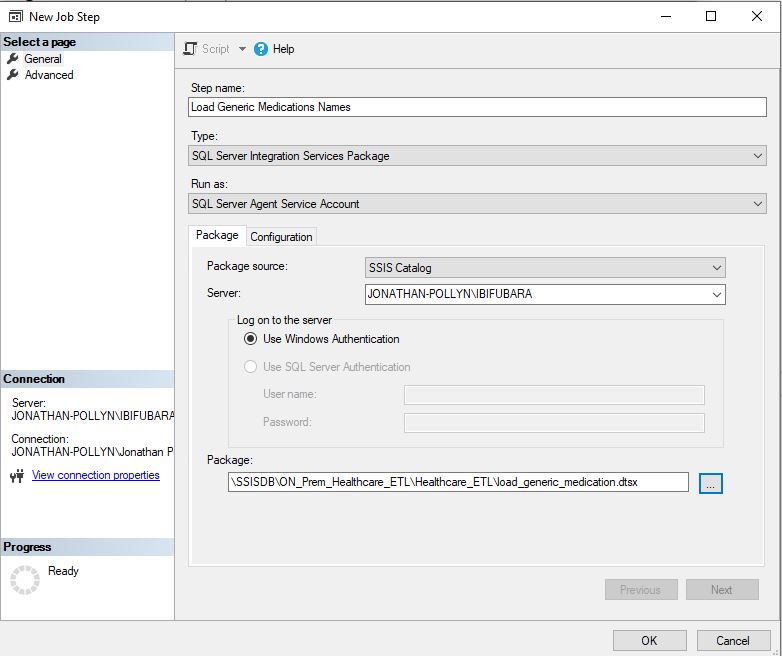 New Job Step
Select a page
General
Advanced
Script
Help
Step name:
Load Generic Medications Names
Type:
SQL Server Integration Services Package
Run as:
SQL Server Agent Service Account
Package
Configuration
Package source:
SSIS Catalog
Server:
JONATHAN-POLLYN\IBIFUBARA
Log on to the server
Use Windows Authentication
Use SQL Server Authentication
User name:
Password:
Package:
\SSISDB\ON_Prem_Healthcare_ETL\Healthcare_ETL\load_generic_medication.dtsx
...
Connection
Server:
JONATHAN-POLLYN\IBIFUBARA
Connection:
JONATHAN-POLLYN\Jonathan P
View connection properties
Progress
Ready
Previous
Next
OK
Cancel